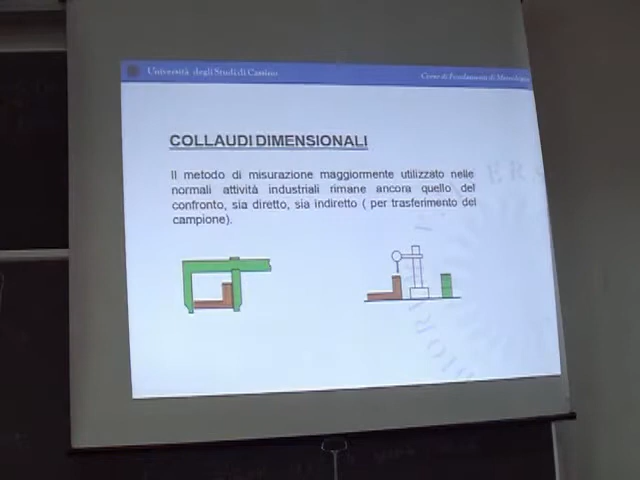 Università degli Studi di Cassino
Corso di Fondamenti di Metrologia
COLLAUDI DIMENSIONALI
Il metodo di misurazione maggiormente utilizzato nelle
normali attività industriali rimane ancora quello del
confronto, sia diretto, sia indiretto ( per trasferimento del
campione).